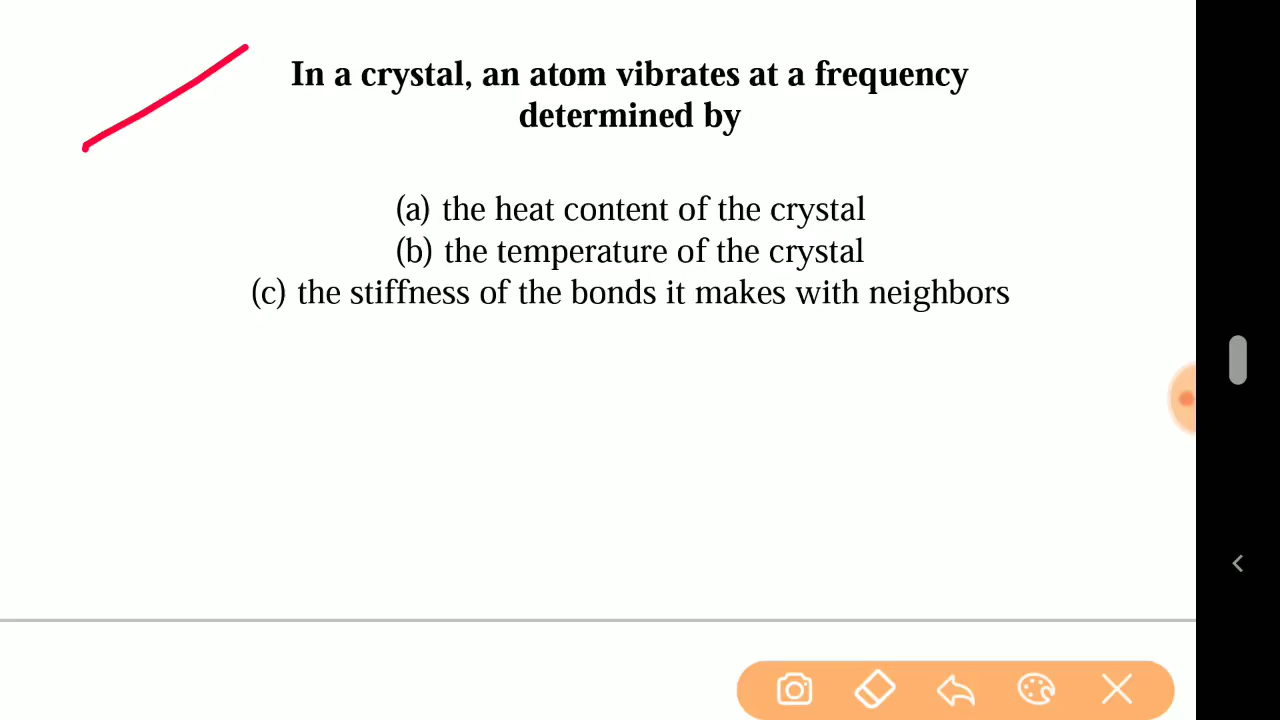 In a crystal, an atom vibrates at a frequency
determined by
(a) the heat content of the crystal
(b) the temperature of the crystal
(c) the stiffness of the bonds it makes with neighbors